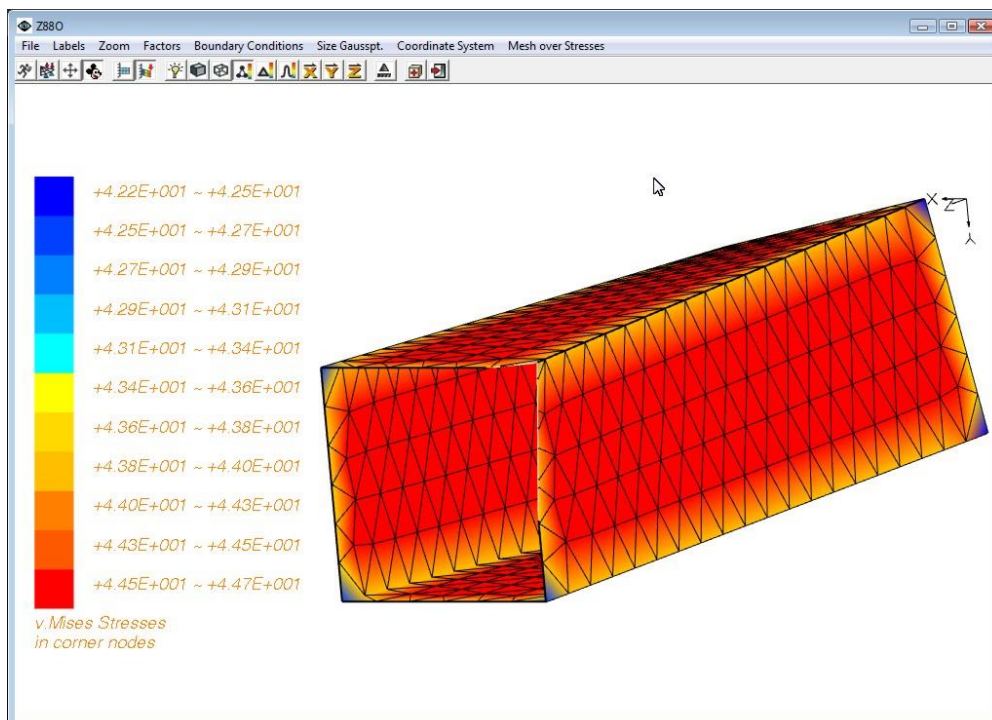 Z88O
File Labels Zoom Factors Boundary Conditions Size Gausspt. Coordinate System Mesh over Stresses
X Y Z
+4.22E+001 ~ +4.25E+001
+4.25E+001 ~ +4.27E+001
+4.27E+001 ~ +4.29E+001
+4.29E+001 ~ +4.31E+001
+4.31E+001 ~ +4.34E+001
+4.34E+001 ~ +4.36E+001
+4.36E+001 ~ +4.38E+001
+4.38E+001 ~ +4.40E+001
+4.40E+001 ~ +4.43E+001
+4.43E+001 ~ +4.45E+001
+4.45E+001 ~ +4.47E+001
v.Mises Stresses
in corner nodes
X
Z
Y